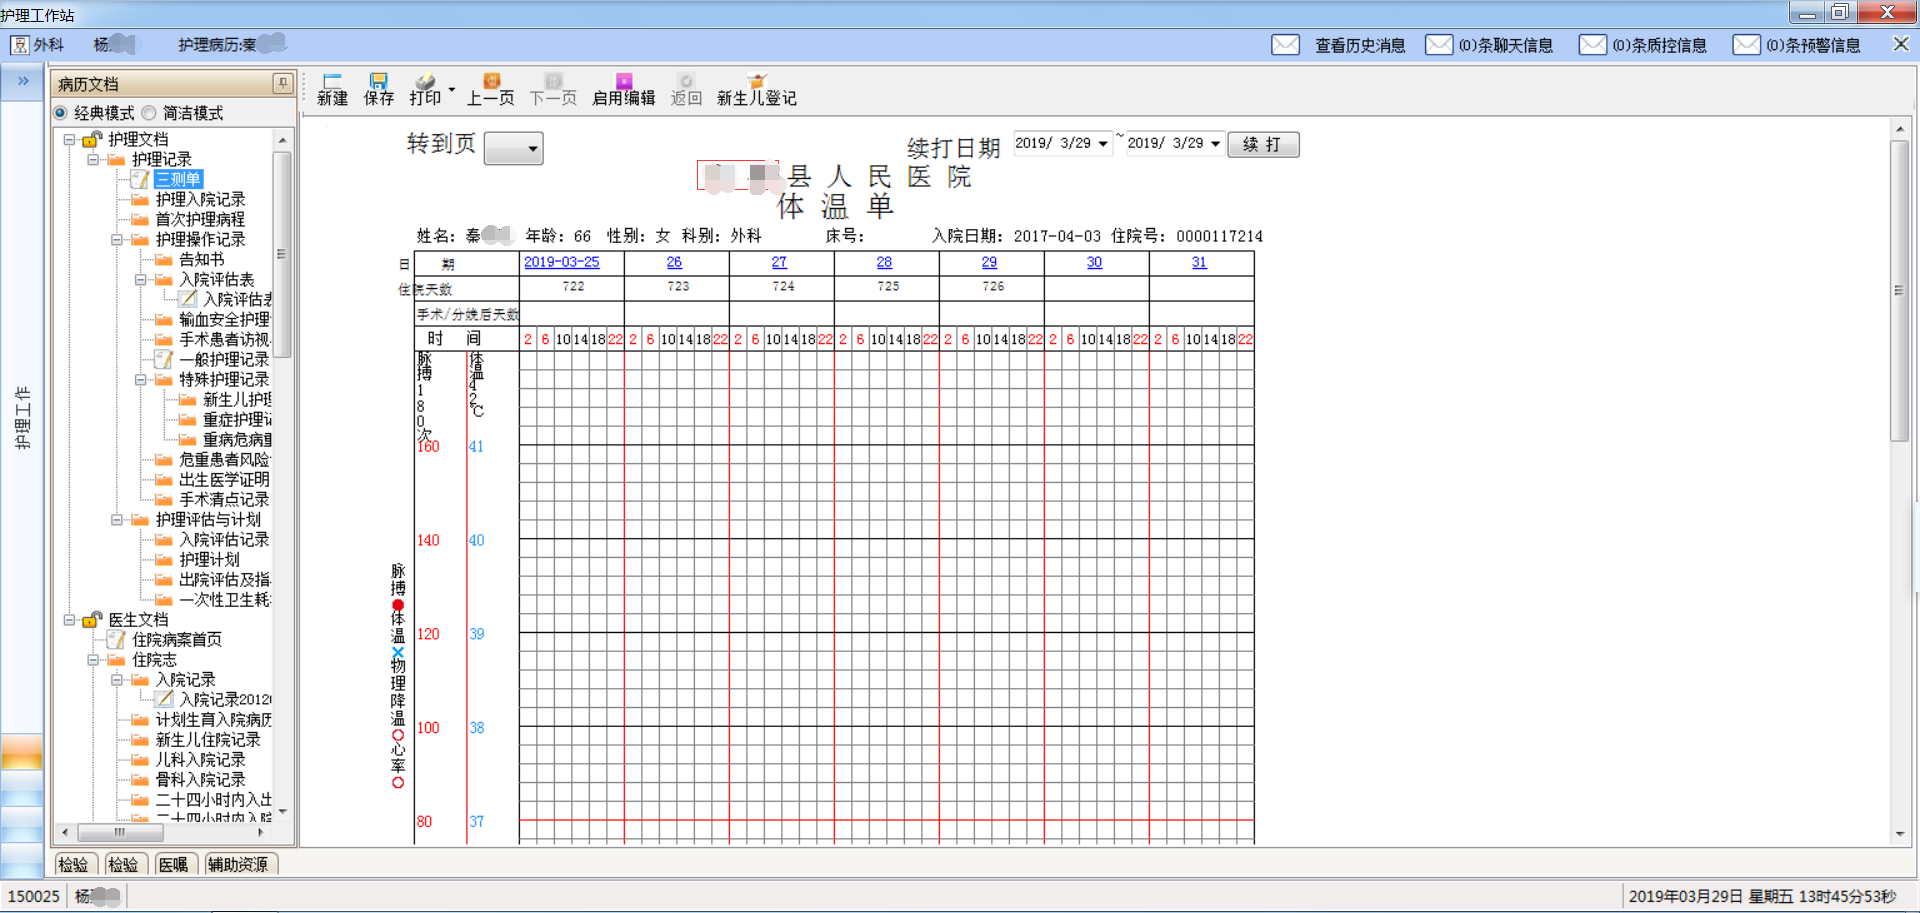 护理工作站
外科 杨 护理病历:秦 查看历史消息 (0)条聊天信息 (0)条质控信息 (0)条预警信息
病历文档
经典模式 简洁模式
护理文档
护理记录
三测单
护理入院记录
首次护理病程
护理操作记录
告知书
入院评估表
入院评估表
输血安全护理
手术患者访视
一般护理记录
特殊护理记录
新生儿护理
重症护理
重病危病
危重患者风险
出生医学证明
手术清点记录
护理评估与计划
入院评估记录
护理计划
出院评估及指
一次性卫生耗
医生文档
住院病案首页
住院志
入院记录
入院记录2012
计划生育入院病历
新生儿住院记录
儿科入院记录
骨科入院记录
二十四小时内入出
二十四小时内入院
护理工作
检验 检验 医嘱 辅助资源
新建 保存 打印 上一页 下一页 启用编辑 返回 新生儿登记
转到页 续打日期 2019/ 3/29 ~ 2019/ 3/29 续 打
县 人 民 医 院
体 温 单
姓名: 秦 年龄: 66 性别: 女 科别: 外科 床号: 入院日期: 2017-04-03 住院号: 0000117214
日 期 2019-03-25 26 27 28 29 30 31
住院天数 722 723 724 725 726
手术/分娩后天数
时 间 2 6 10 14 18 22 2 6 10 14 18 22 2 6 10 14 18 22 2 6 10 14 18 22 2 6 10 14 18 22 2 6 10 14 18 22 2 6 10 14 18 22
脉搏180次 体温42℃
160 41
140 40
120 39
100 38
80 37
脉搏 体温 物理降温 心率
150025 杨 2019年03月29日 星期五 13时45分53秒